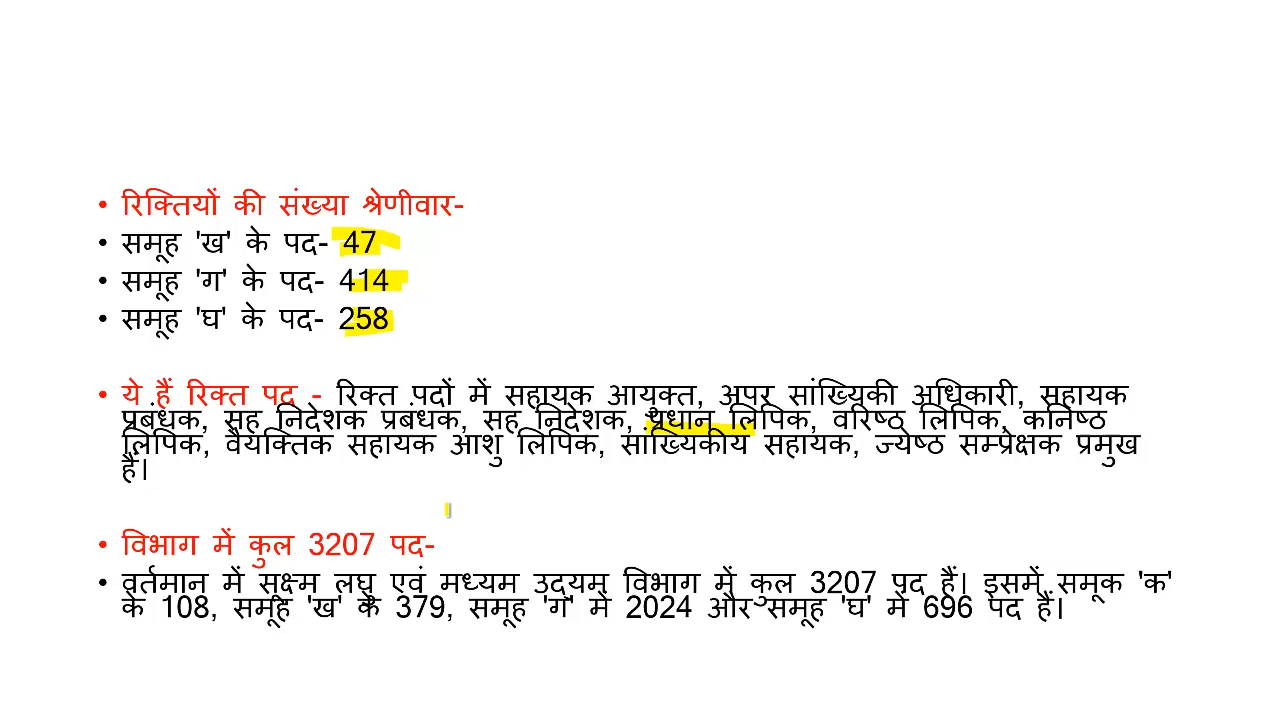 • रिक्तियों की संख्या श्रेणीवार-
• समूह 'ख' के पद- 47
• समूह 'ग' के पद- 414
• समूह 'घ' के पद- 258
• ये हैं रिक्त पद - रिक्त पदों में सहायक आयक्त, अपर सांख्यिकी अधिकारी, सहायक
प्रबंधक, सह निदेशक प्रबंधक, सह निदेशक, प्रधान लिपिक, वरिष्ठ लिपिक, कनिष्ठ
लिपिक, वैयक्तिक सहायक आशु लिपिक, सांख्यिकीय सहायक, ज्येष्ठ सम्प्रेक्षक प्रमुख
हैं।
• विभाग में कुल 3207 पद-
• वर्तमान में सूक्ष्म लघु एवं मध्यम उद्यम विभाग में कुल 3207 पद हैं। इसमें समूक 'क'
के 108, समूह 'ख' के 379, समूह 'ग' में 2024 और समूह 'घ' में 696 पद हैं।